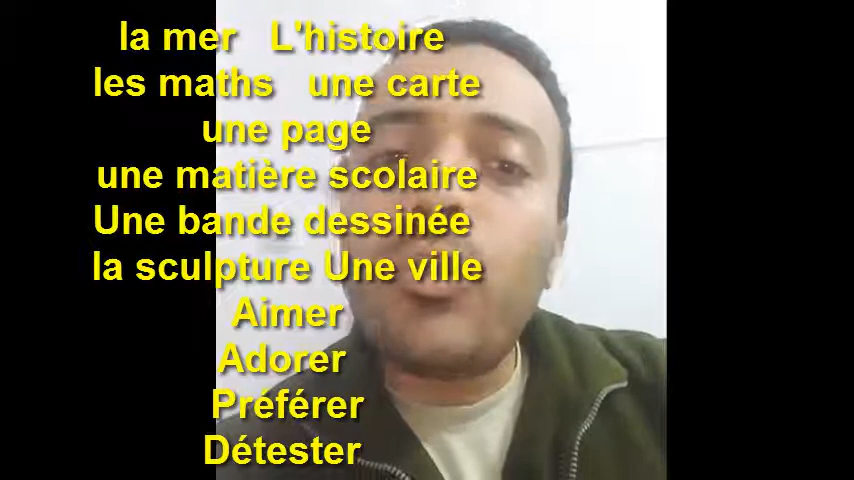 la mer L'histoire
les maths une carte
une page
une matière scolaire
Une bande dessinée
la sculpture Une ville
Aimer
Adorer
Préférer
Détester